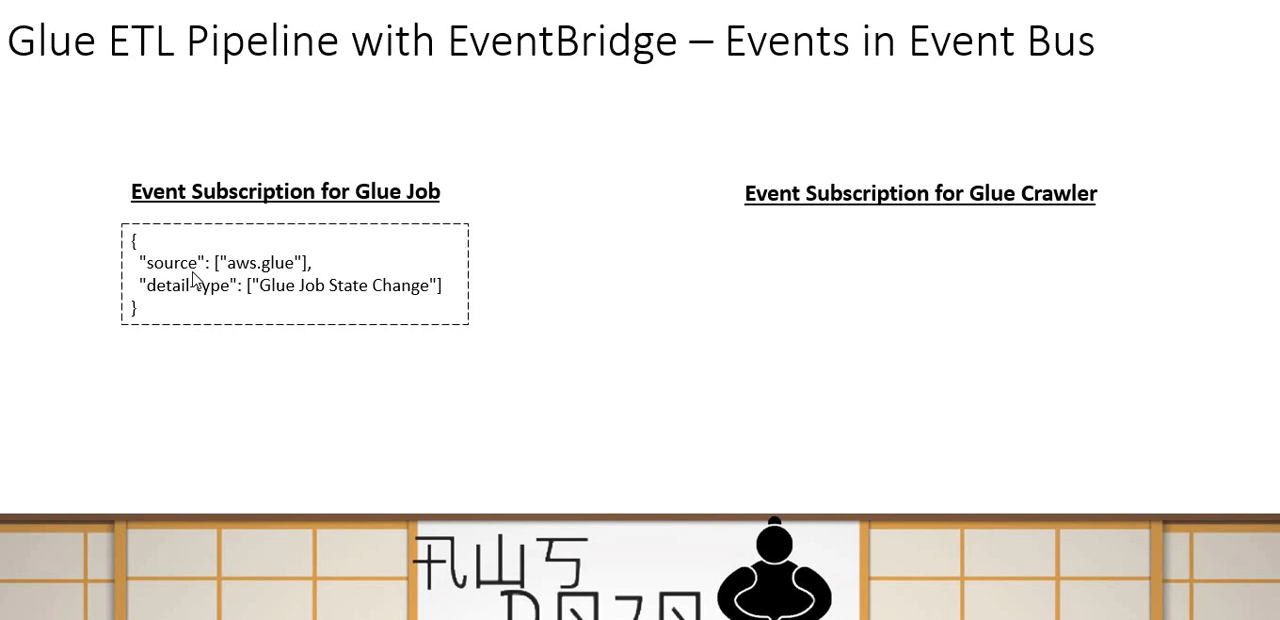 Glue ETL Pipeline with EventBridge – Events in Event Bus
Event Subscription for Glue Job
Event Subscription for Glue Crawler
{
"source": ["aws.glue"],
"detail-type": ["Glue Job State Change"]
}